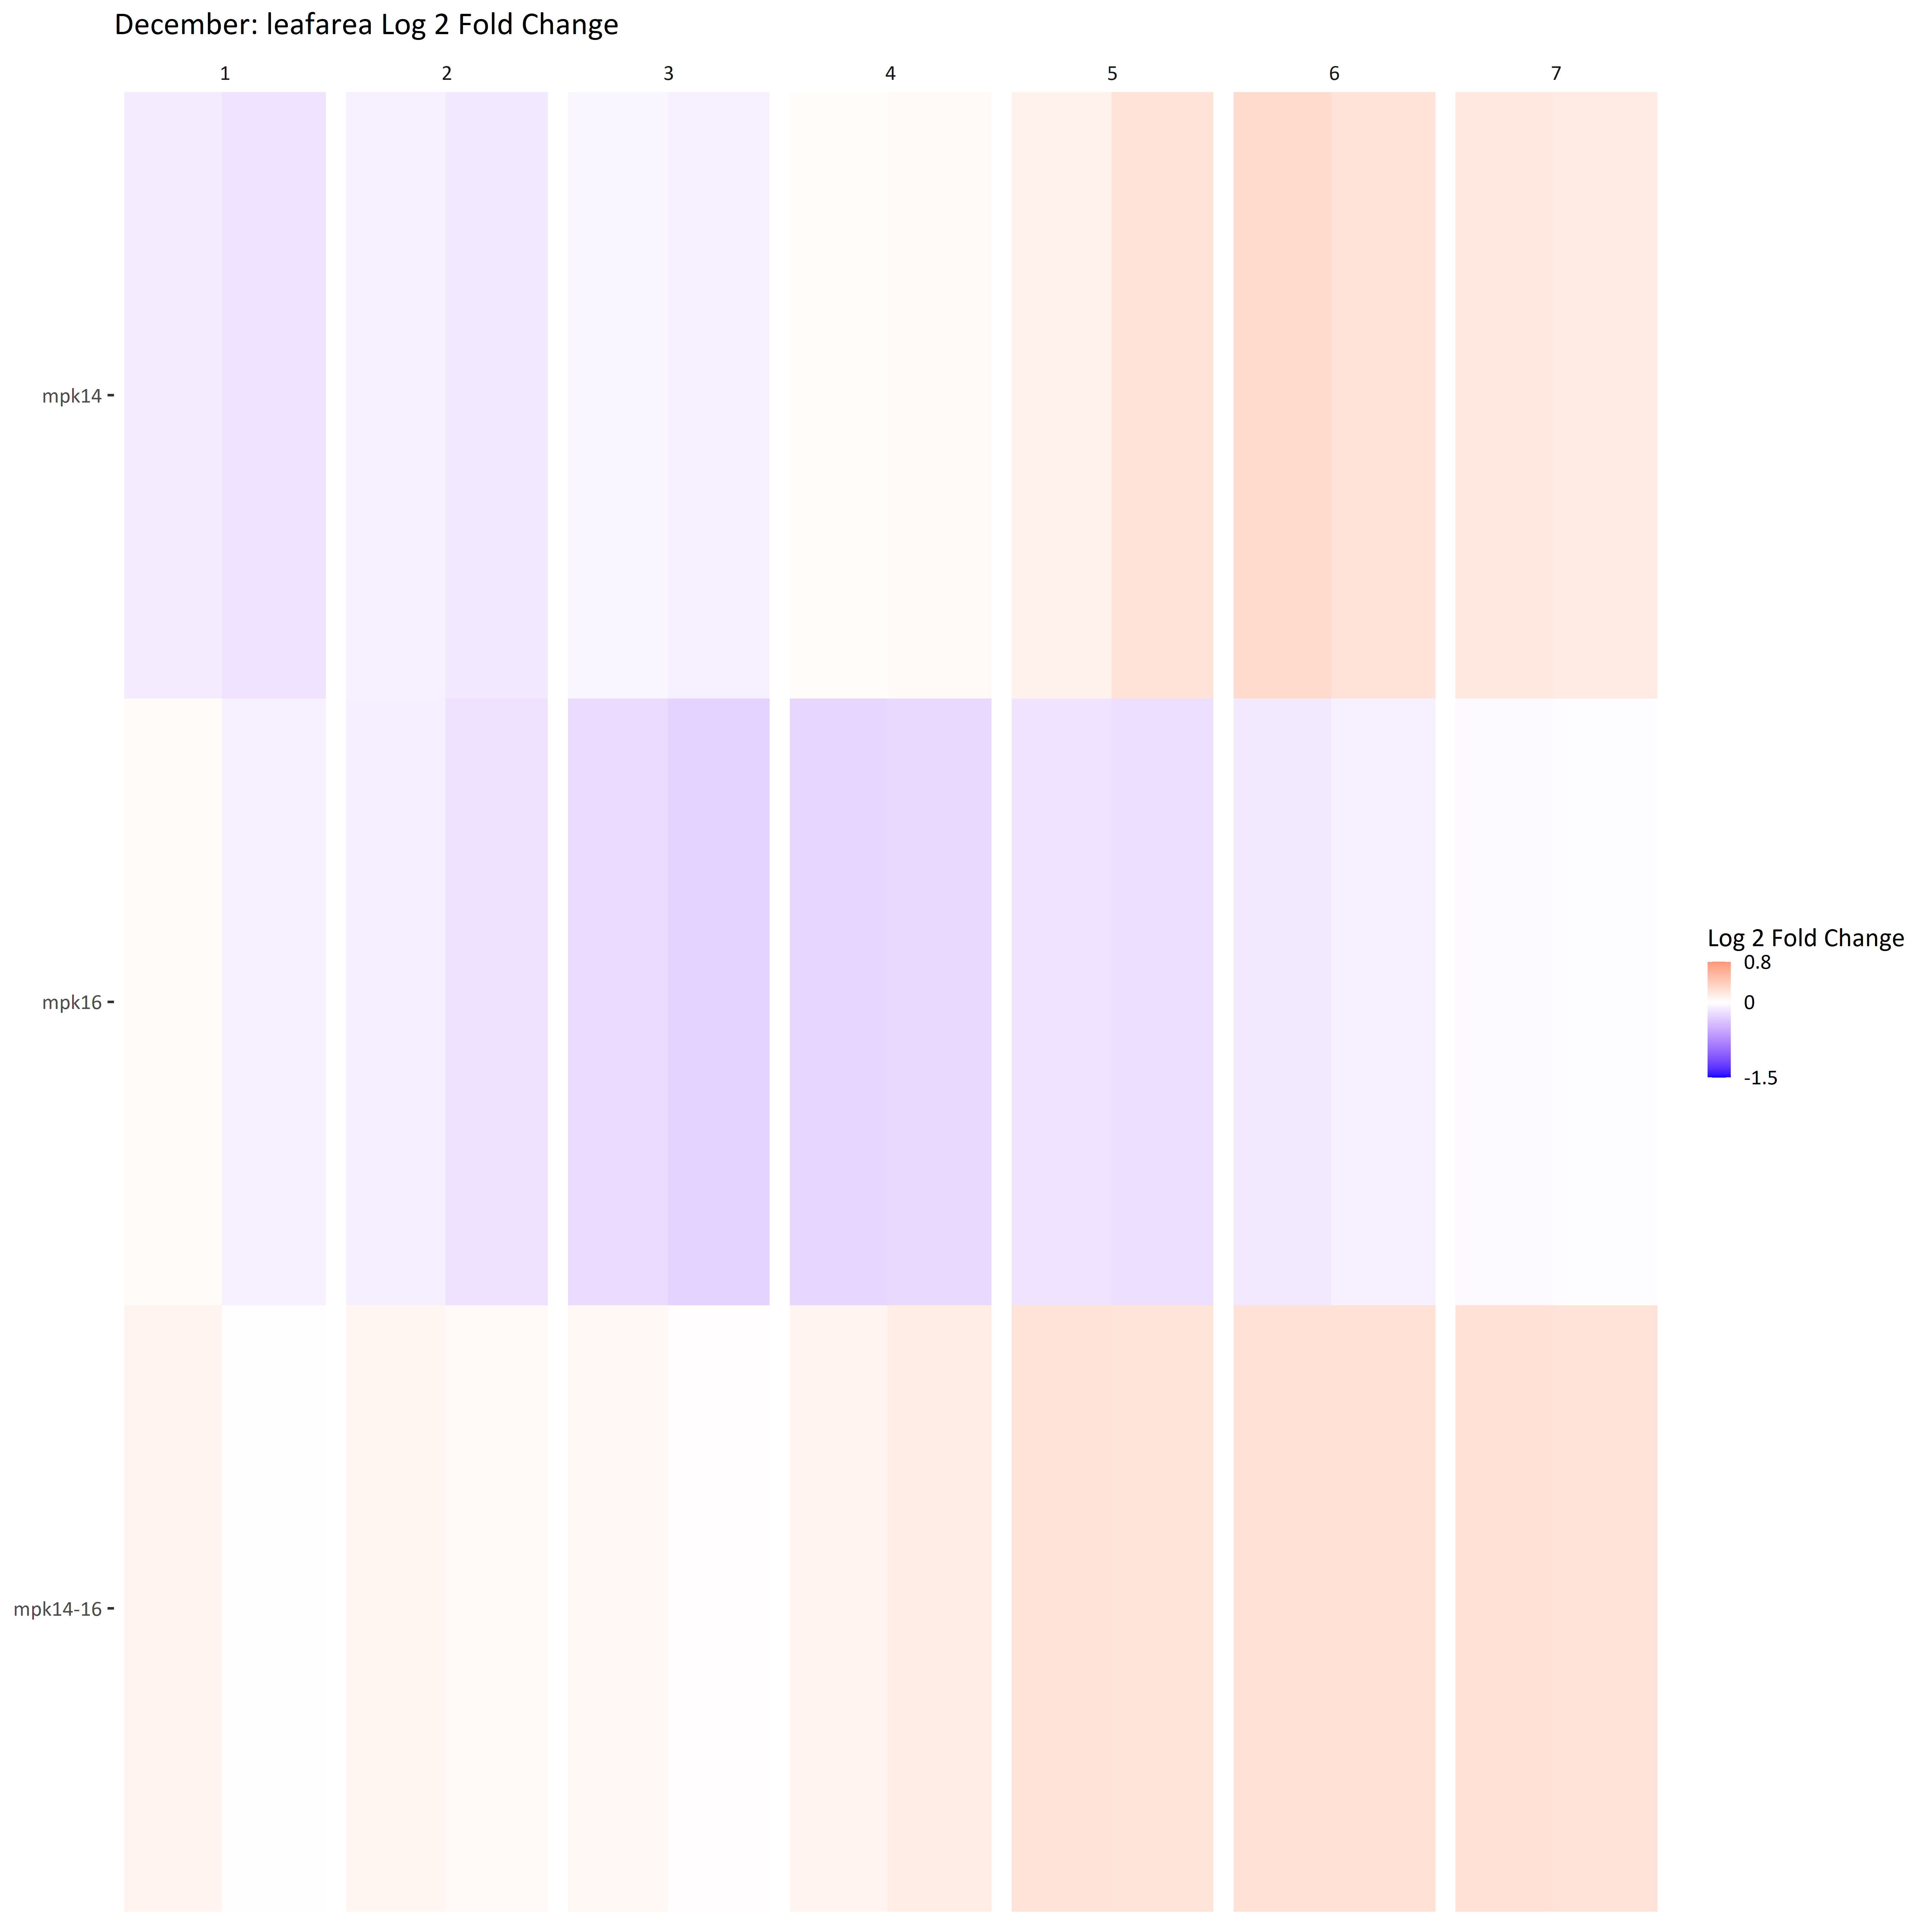 December: leafarea Log 2 Fold Change
1 2 3 4 5 6 7
mpk14
mpk16
mpk14-16
Log 2 Fold Change
0.8
0
-1.5